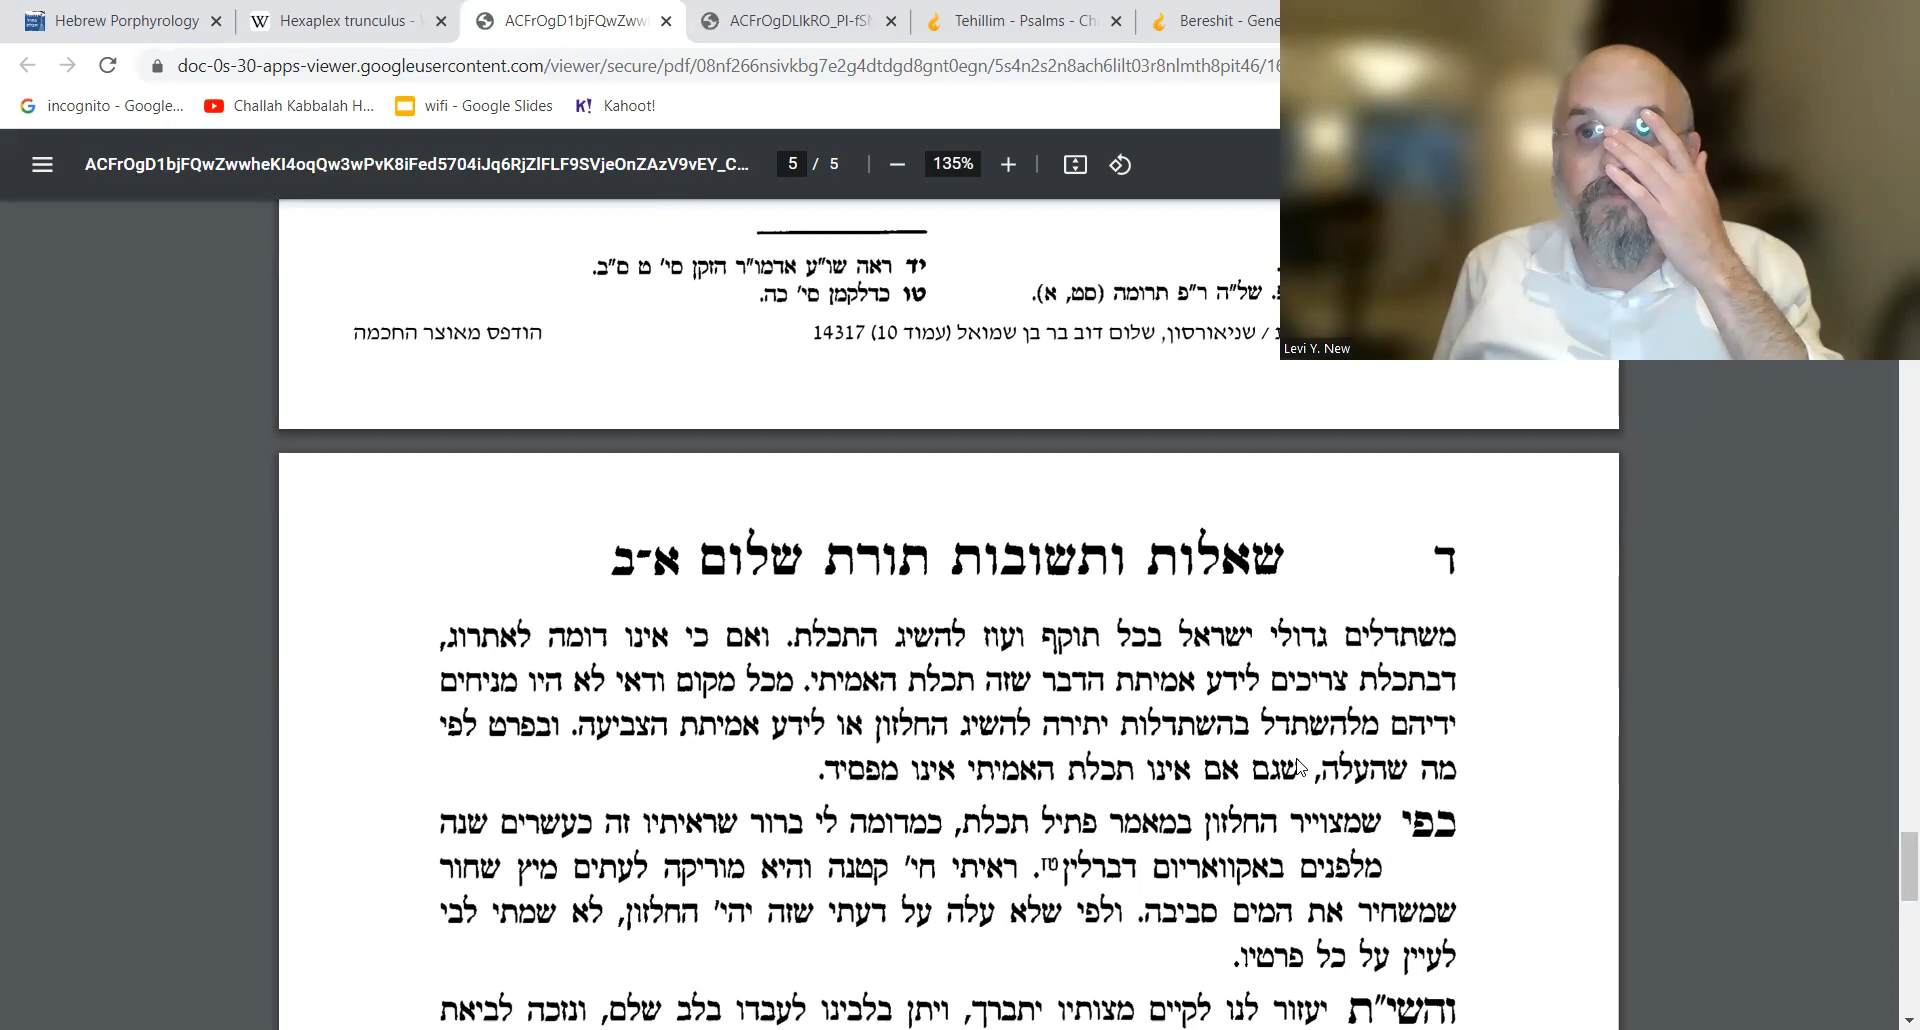 Hebrew Porphyrology
Hexaplex trunculus -
ACFrOgD1bjFQwZww
ACFrOgDLlkRO_PI-fSI
Tehillim - Psalms - Ch
Bereshit - Gene
doc-0s-30-apps-viewer.googleusercontent.com/viewer/secure/pdf/08nf266nsivkbg7e2g4dtdgd8gnt0egn/5s4n2s2n8ach6lilt03r8nlmth8pit46/16
incognito - Google...
Challah Kabbalah H...
wifi - Google Slides
K! Kahoot!
ACFrOgD1bjFQwZwwheKI4oqQw3wPvK8iFed5704iJq6RjZlFLF9SVjeOnZAzV9vEY_C...
5 / 5
135%
Levi Y. New
יד ראה שו"ע אדמו"ר הזקן סי' ט ס"ב.
טו כדלקמן סי' כה.
של"ה ר"פ תרומה (סט, א).
/ שניאורסון, שלום דוב בר בן שמואל (עמוד 10) 14317
הודפס מאוצר החכמה
ד שאלות ותשובות תורת שלום א-ב
משתדלים גדולי ישראל בכל תוקף ועוז להשיג התכלת. ואם כי אינו דומה לאתרוג,
דבתכלת צריכים לידע אמיתת הדבר שזה תכלת האמיתי. מכל מקום ודאי לא היו מניחים
ידיהם מלהשתדל בהשתדלות יתירה להשיג החלזון או לידע אמיתת הצביעה. ובפרט לפי
מה שהעלה, שגם אם אינו תכלת האמיתי אינו מפסיד.
כפי שמצוייר החלזון במאמר פתיל תכלת, כמדומה לי ברור שראיתיו זה כעשרים שנה
מלפנים באקוואריום דברלין טז. ראיתי חי' קטנה והיא מוריקה לעתים מיץ שחור
שמשחיר את המים סביבה. ולפי שלא עלה על דעתי שזה יהי' החלזון, לא שמתי לבי
לעיין על כל פרטיו.
והשי"ת יעזור לנו לקיים מצותיו יתברך, ויתן בלבינו לעבדו בלב שלם, ונזכה לביאת